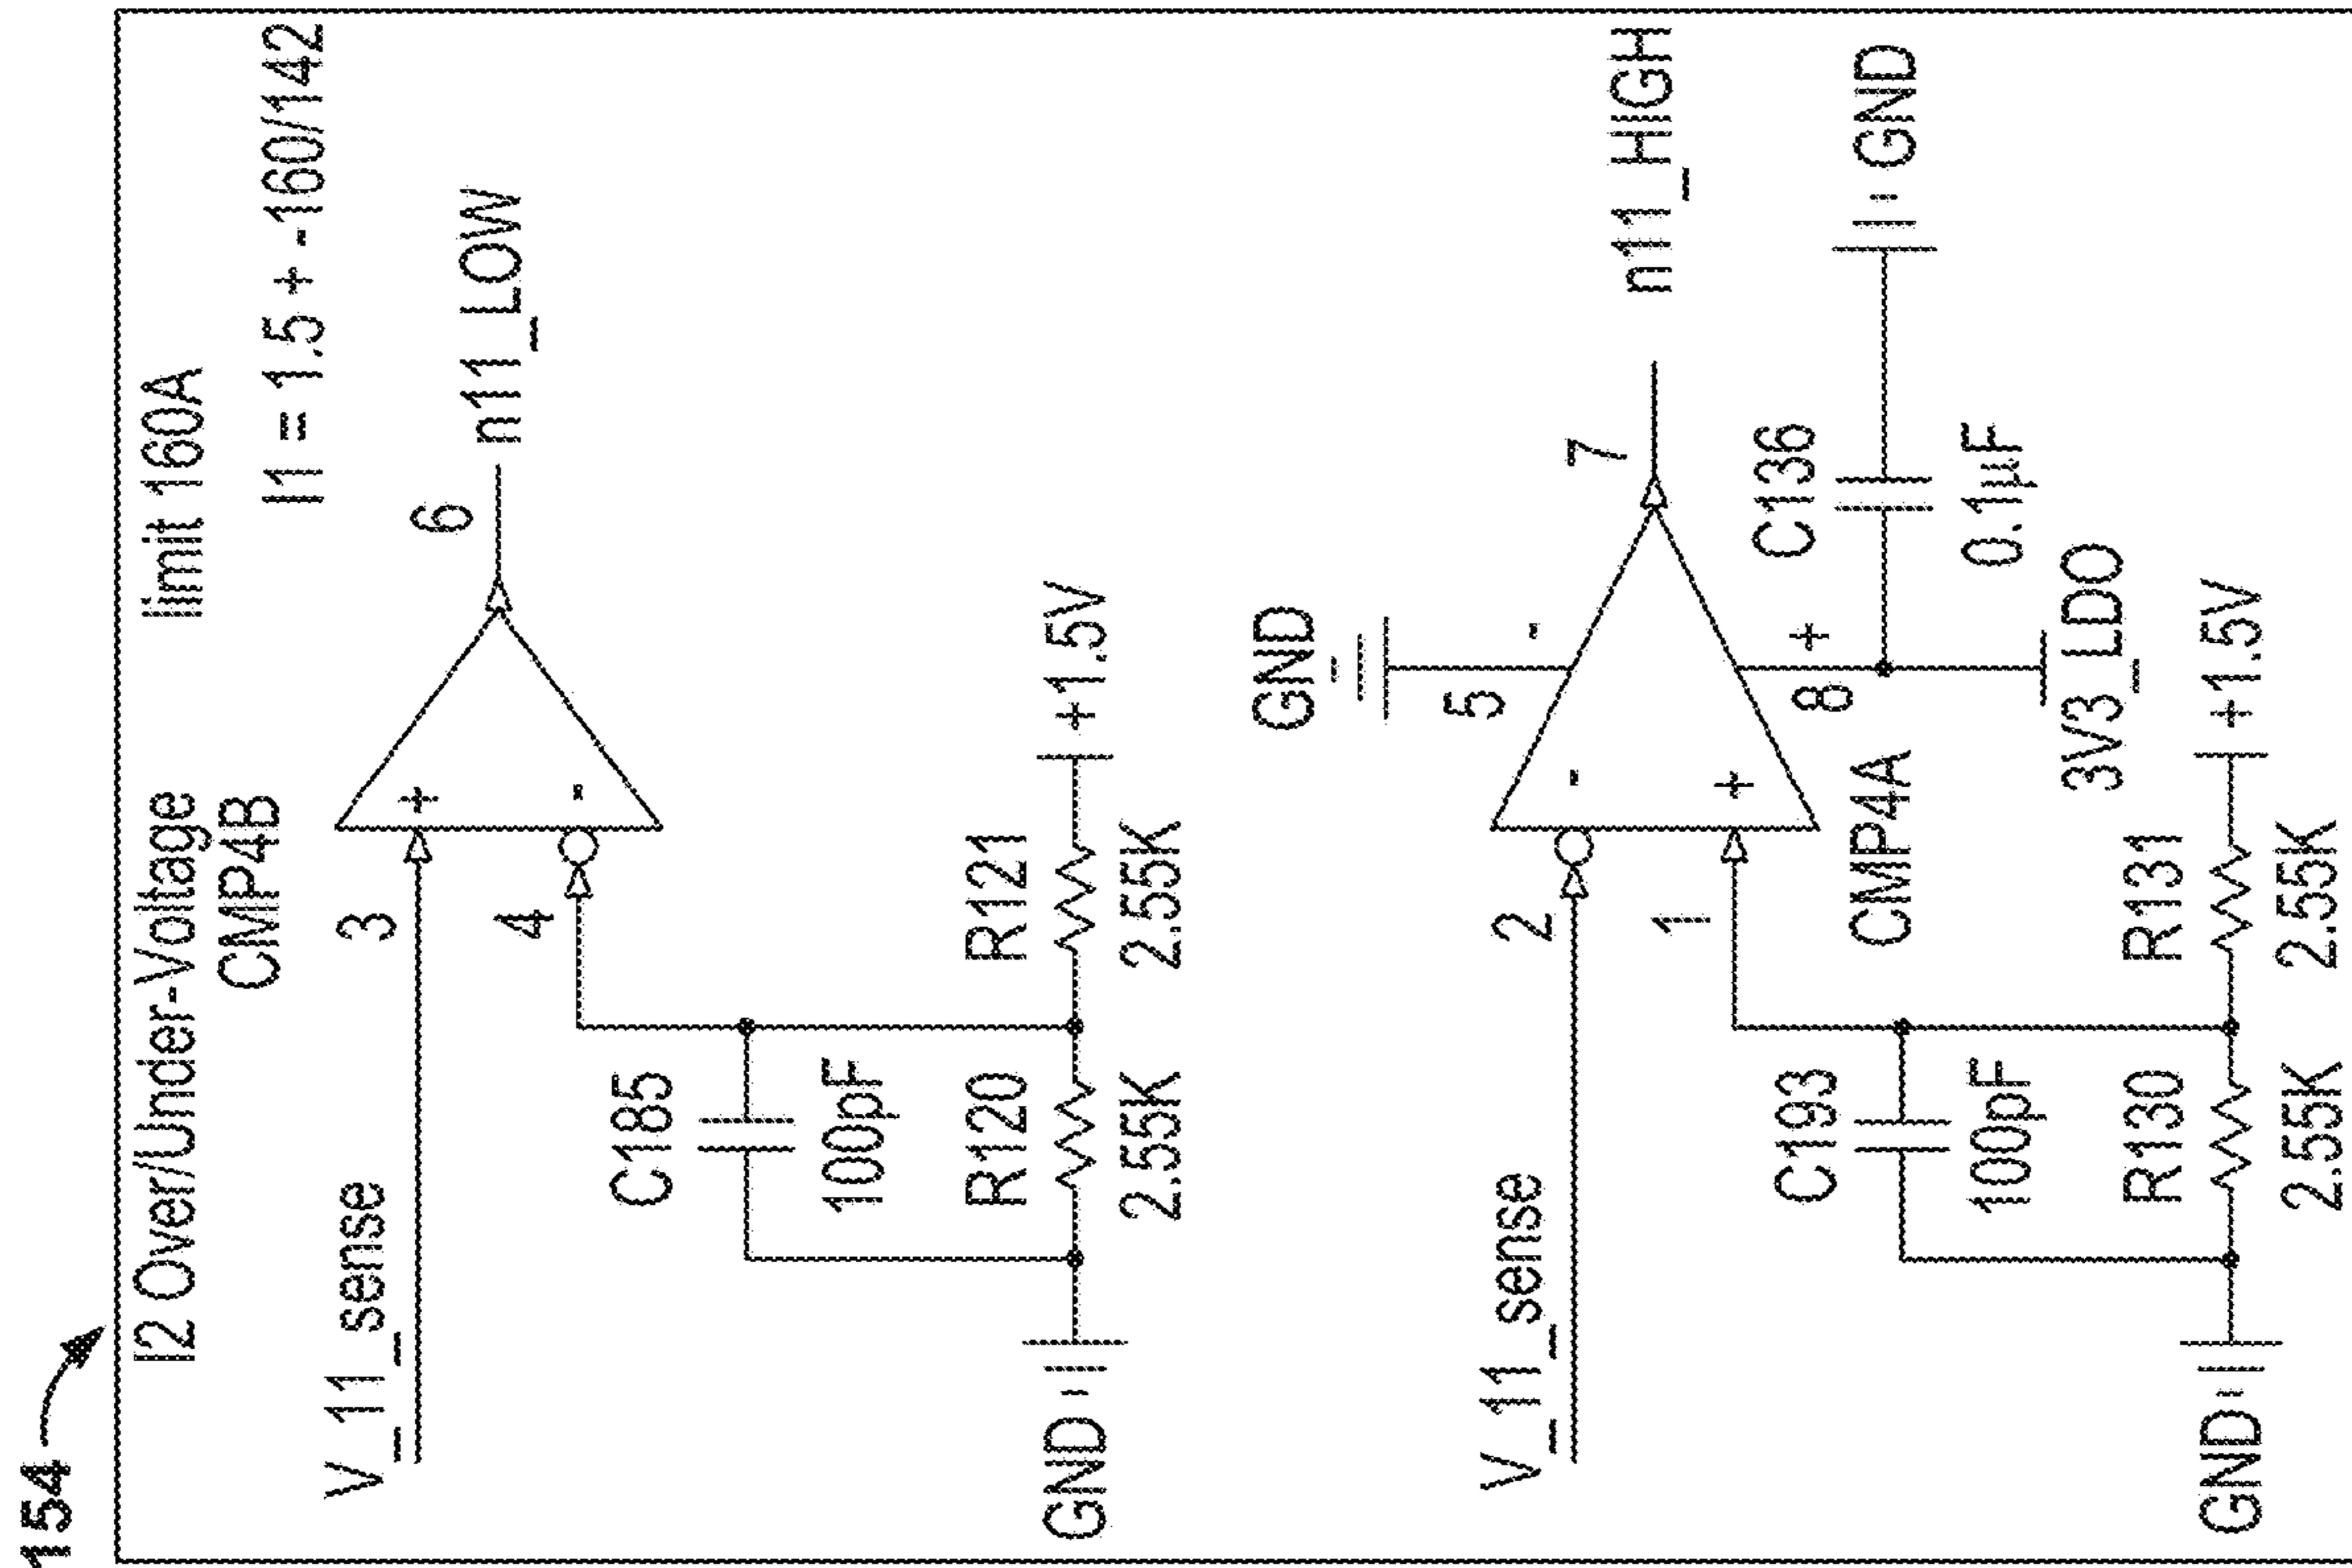 154
I2 Over/Under-Voltage
limit 160A
CMP4B
I1 = 1.5 + -160/142
V_11_sense
3
+
6
n11_LOW
4
-
C185
100pF
R120
R121
2.55K
2.55K
GND
+1.5V
GND
5
-
V_11_sense
2
-
7
n11_HIGH
1
+
+
8
C136
GND
0.1µF
CMP4A
3V3_LDO
C193
100pF
R130
R131
2.55K
2.55K
GND
+1.5V